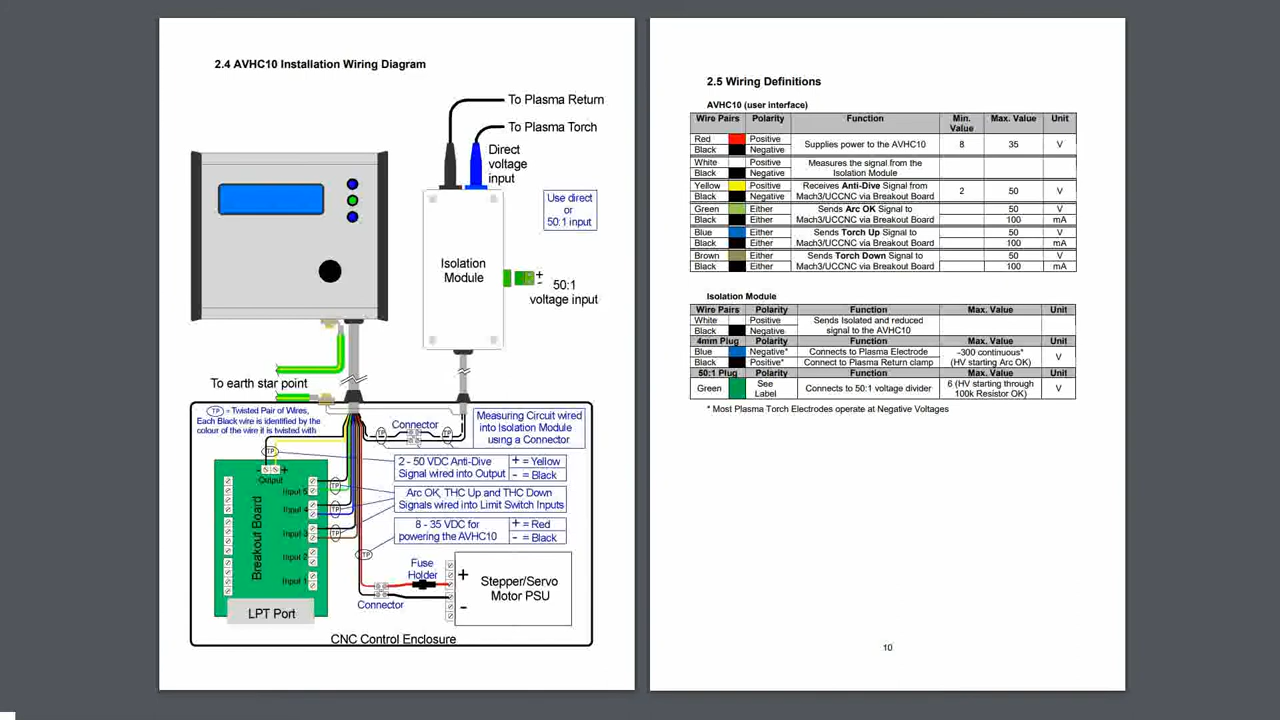 2.4 AVHC10 Installation Wiring Diagram
To Plasma Return
To Plasma Torch
Direct
voltage
input
Use direct
or
50:1 input
Isolation
Module
+
-
50:1
voltage input
To earth star point
TP = Twisted Pair of Wires,
Each Black wire is identified by the
colour of the wire it is twisted with
Connector
TP
TP
Measuring Circuit wired
into Isolation Module
using a Connector
TP
- +
Output
2 - 50 VDC Anti-Dive
Signal wired into Output
+ = Yellow
- = Black
Input 5
TP
Arc OK, THC Up and THC Down
Signals wired into Limit Switch Inputs
Input 4
TP
8 - 35 VDC for
powering the AVHC10
+ = Red
- = Black
Input 3
TP
Input 2
TP
Input 1
Breakout Board
LPT Port
Fuse
Holder
Connector
+
-
Stepper/Servo
Motor PSU
CNC Control Enclosure
2.5 Wiring Definitions
AVHC10 (user interface)
Wire Pairs Polarity Function Min. Value Max. Value Unit
Red Positive Supplies power to the AVHC10 8 35 V
Black Negative
White Positive Measures the signal from the
Black Negative Isolation Module
Yellow Positive Receives Anti-Dive Signal from 2 50 V
Black Negative Mach3/UCCNC via Breakout Board
Green Either Sends Arc OK Signal to 50 V
Black Either Mach3/UCCNC via Breakout Board 100 mA
Blue Either Sends Torch Up Signal to 50 V
Black Either Mach3/UCCNC via Breakout Board 100 mA
Brown Either Sends Torch Down Signal to 50 V
Black Either Mach3/UCCNC via Breakout Board 100 mA
Isolation Module
Wire Pairs Polarity Function Max. Value Unit
White Positive Sends Isolated and reduced
Black Negative signal to the AVHC10
4mm Plug Polarity Function Max. Value Unit
Blue Negative* Connects to Plasma Electrode -300 continuous* V
Black Positive* Connect to Plasma Return clamp (HV starting Arc OK)
50:1 Plug Polarity Function Max. Value Unit
Green See Label Connects to 50:1 voltage divider 6 (HV starting through 100k Resistor OK) V
* Most Plasma Torch Electrodes operate at Negative Voltages
10